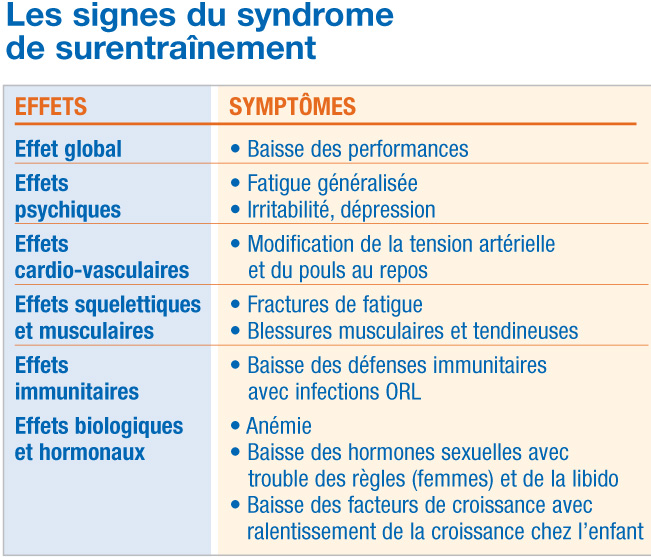 Les signes du syndrome
de surentraînement
EFFETS
SYMPTÔMES
Effet global
• Baisse des performances
Effets
psychiques
• Fatigue généralisée
• Irritabilité, dépression
Effets
cardio-vasculaires
• Modification de la tension artérielle
et du pouls au repos
Effets squelettiques
et musculaires
• Fractures de fatigue
• Blessures musculaires et tendineuses
Effets
immunitaires
• Baisse des défenses immunitaires
avec infections ORL
Effets biologiques
et hormonaux
• Anémie
• Baisse des hormones sexuelles avec
trouble des règles (femmes) et de la libido
• Baisse des facteurs de croissance avec
ralentissement de la croissance chez l'enfant